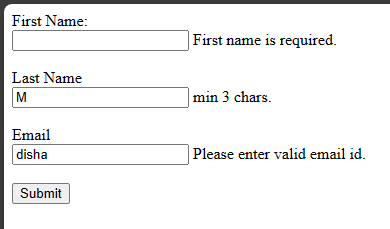 First Name:
First name is required.
Last Name
M min 3 chars.
Email
disha Please enter valid email id.
Submit